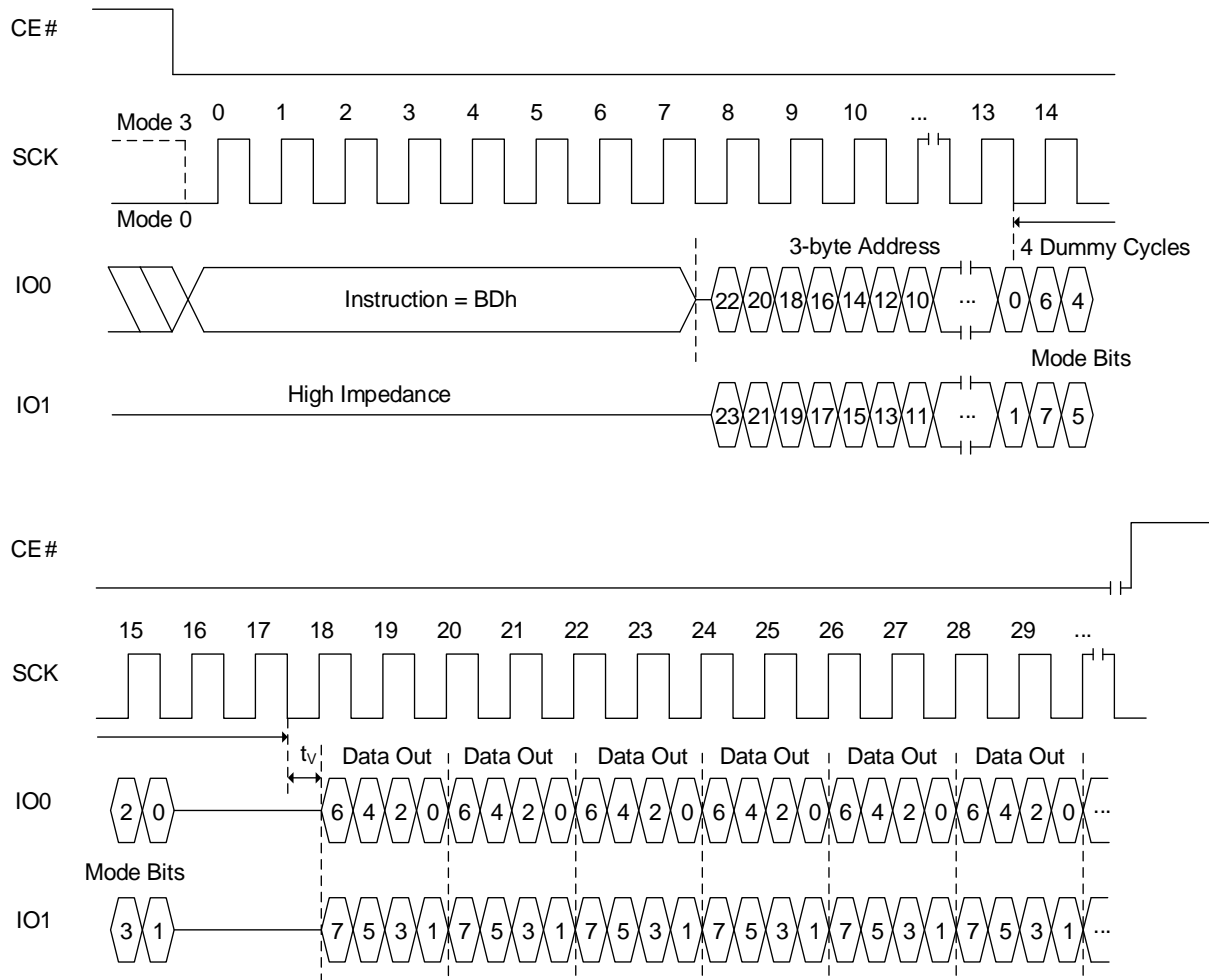 CE#
0 1 2 3 4 5 6 7 8 9 10 ... 13 14
Mode 3
SCK
Mode 0
3-byte Address
4 Dummy Cycles
IO0
Instruction = BDh
22 20 18 16 14 12 10 ... 0 6 4
Mode Bits
High Impedance
IO1
23 21 19 17 15 13 11 ... 1 7 5
CE#
15 16 17 18 19 20 21 22 23 24 25 26 27 28 29 ...
SCK
tV Data Out Data Out Data Out Data Out Data Out Data Out
IO0
2 0 6 4 2 0 6 4 2 0 6 4 2 0 6 4 2 0 6 4 2 0 6 4 2 0 ...
Mode Bits
IO1
3 1 7 5 3 1 7 5 3 1 7 5 3 1 7 5 3 1 7 5 3 1 7 5 3 1 ...